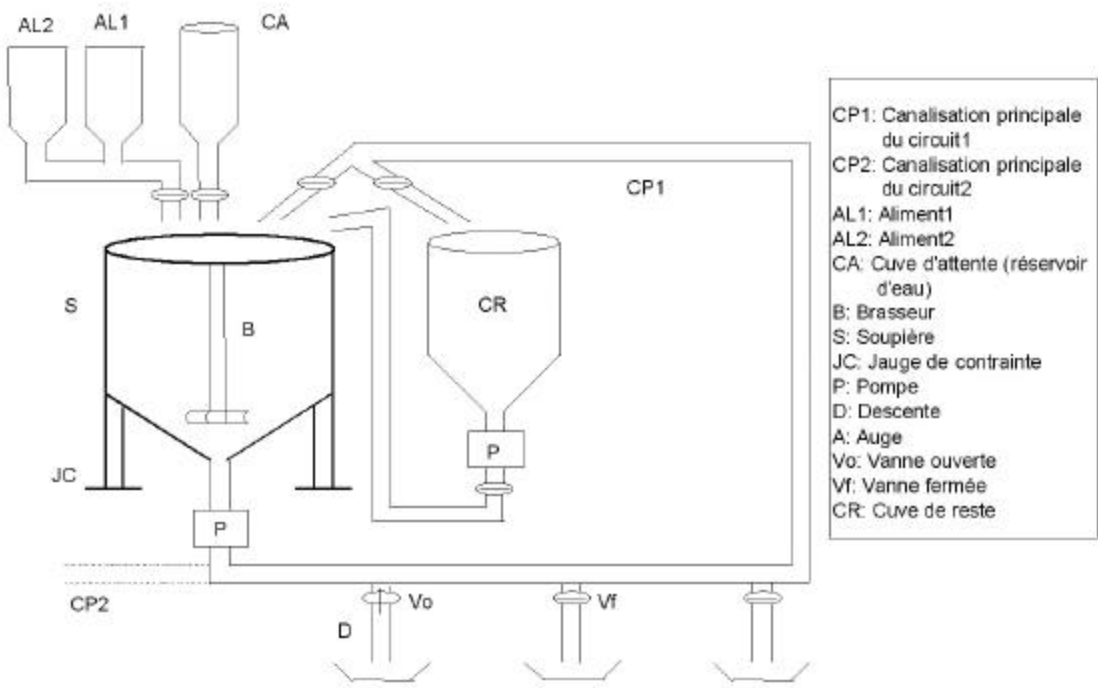 AL2
AL1
CA
CP1
S
B
CR
JC
P
P
CP2
Vo
Vf
D
CP1: Canalisation principale
du circuit1
CP2: Canalisation principale
du circuit2
AL1: Aliment1
AL2: Aliment2
CA: Cuve d'attente (réservoir
d'eau)
B: Brasseur
S: Soupière
JC: Jauge de contrainte
P: Pompe
D: Descente
A: Auge
Vo: Vanne ouverte
Vf: Vanne fermée
CR: Cuve de reste